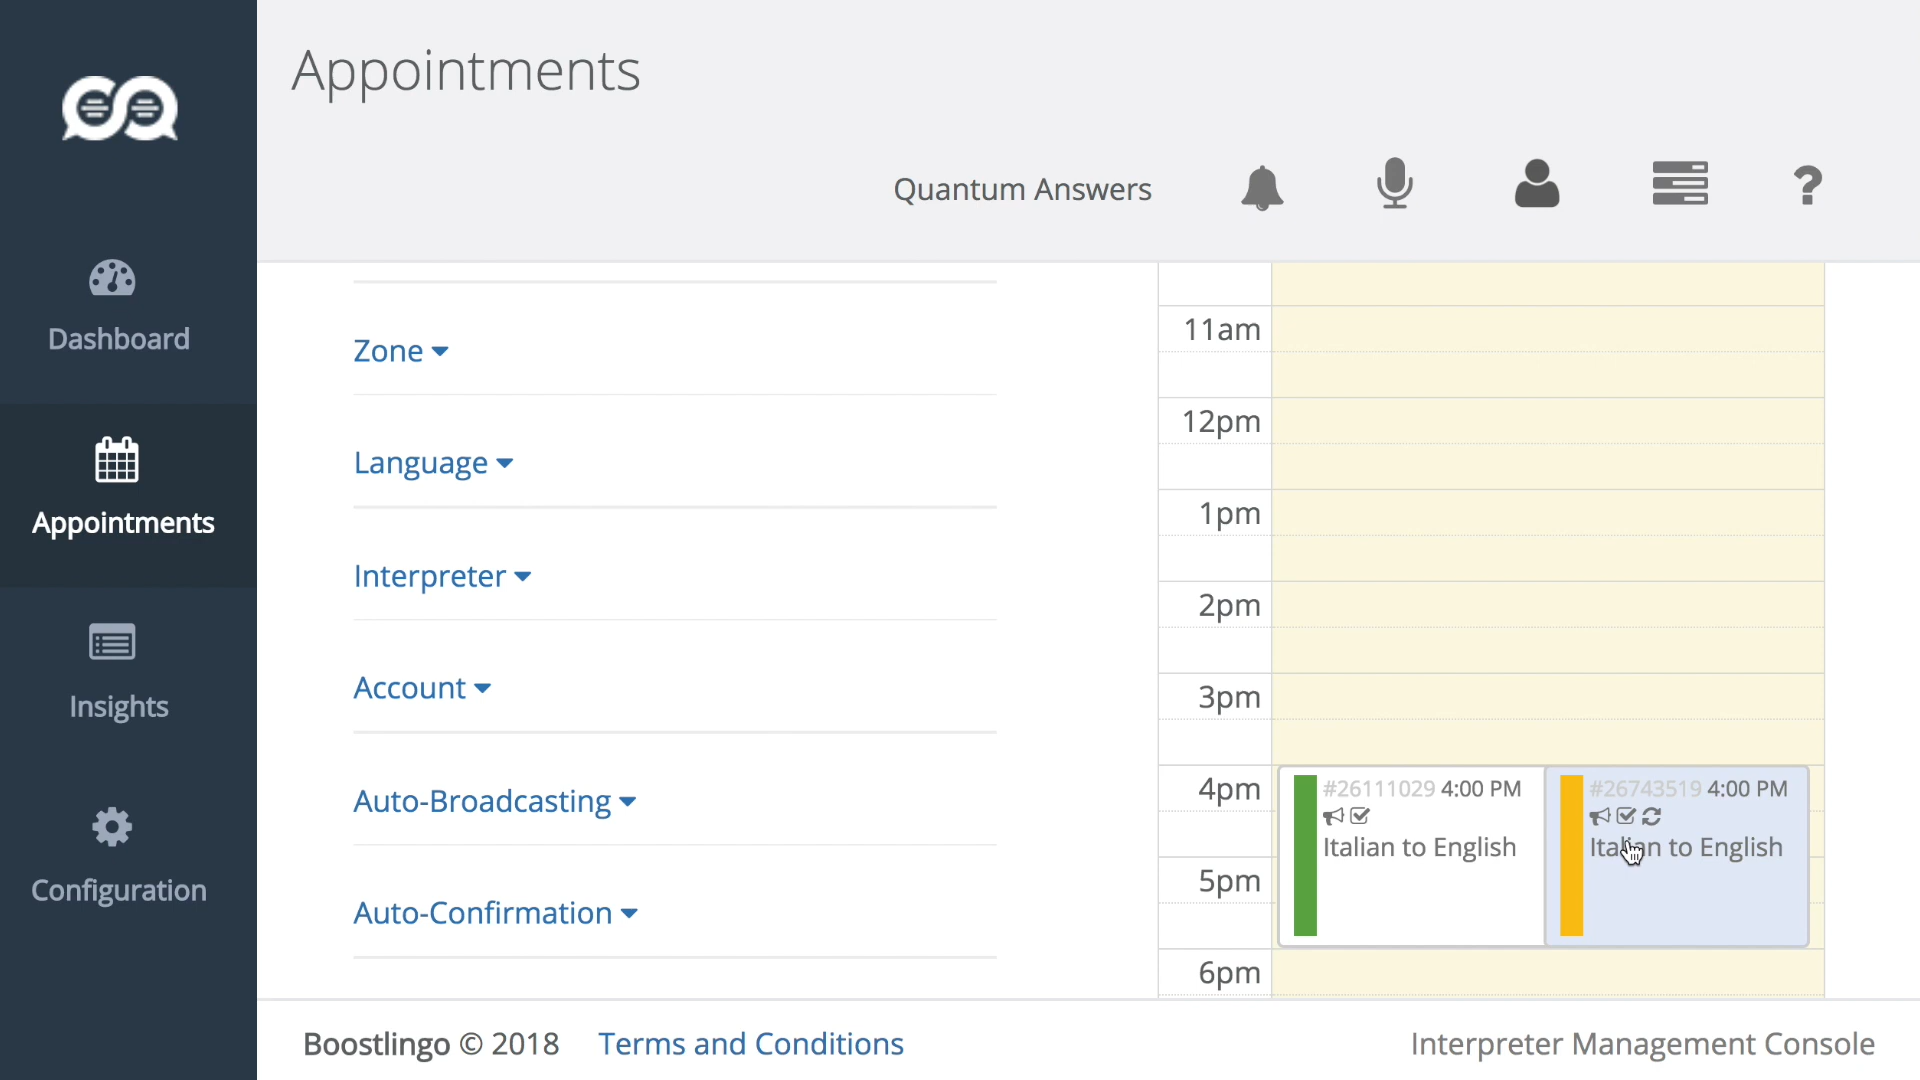 Appointments
Quantum Answers
?
Dashboard
Appointments
Insights
Configuration
Zone
Language
Interpreter
Account
Auto-Broadcasting
Auto-Confirmation
11am
12pm
1pm
2pm
3pm
4pm
5pm
6pm
#26111029 4:00 PM
Italian to English
#26743519 4:00 PM
Italian to English
Boostlingo © 2018 Terms and Conditions
Interpreter Management Console